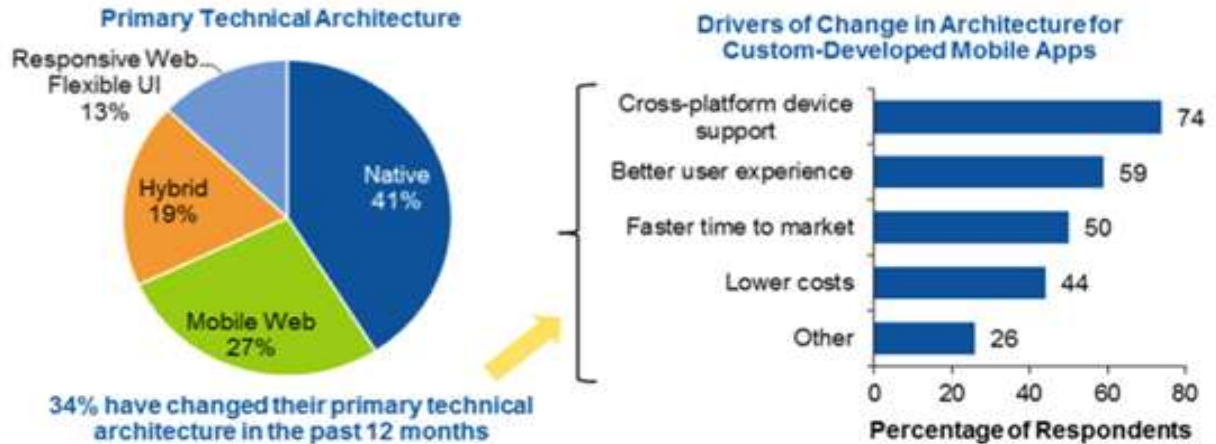 Primary Technical Architecture
Responsive Web
Flexible UI
13%
Hybrid
19%
Native
41%
Mobile Web
27%
34% have changed their primary technical
architecture in the past 12 months
Drivers of Change in Architecture for
Custom-Developed Mobile Apps
Cross-platform device
support
74
Better user experience
59
Faster time to market
50
Lower costs
44
Other
26
0 20 40 60 80
Percentage of Respondents